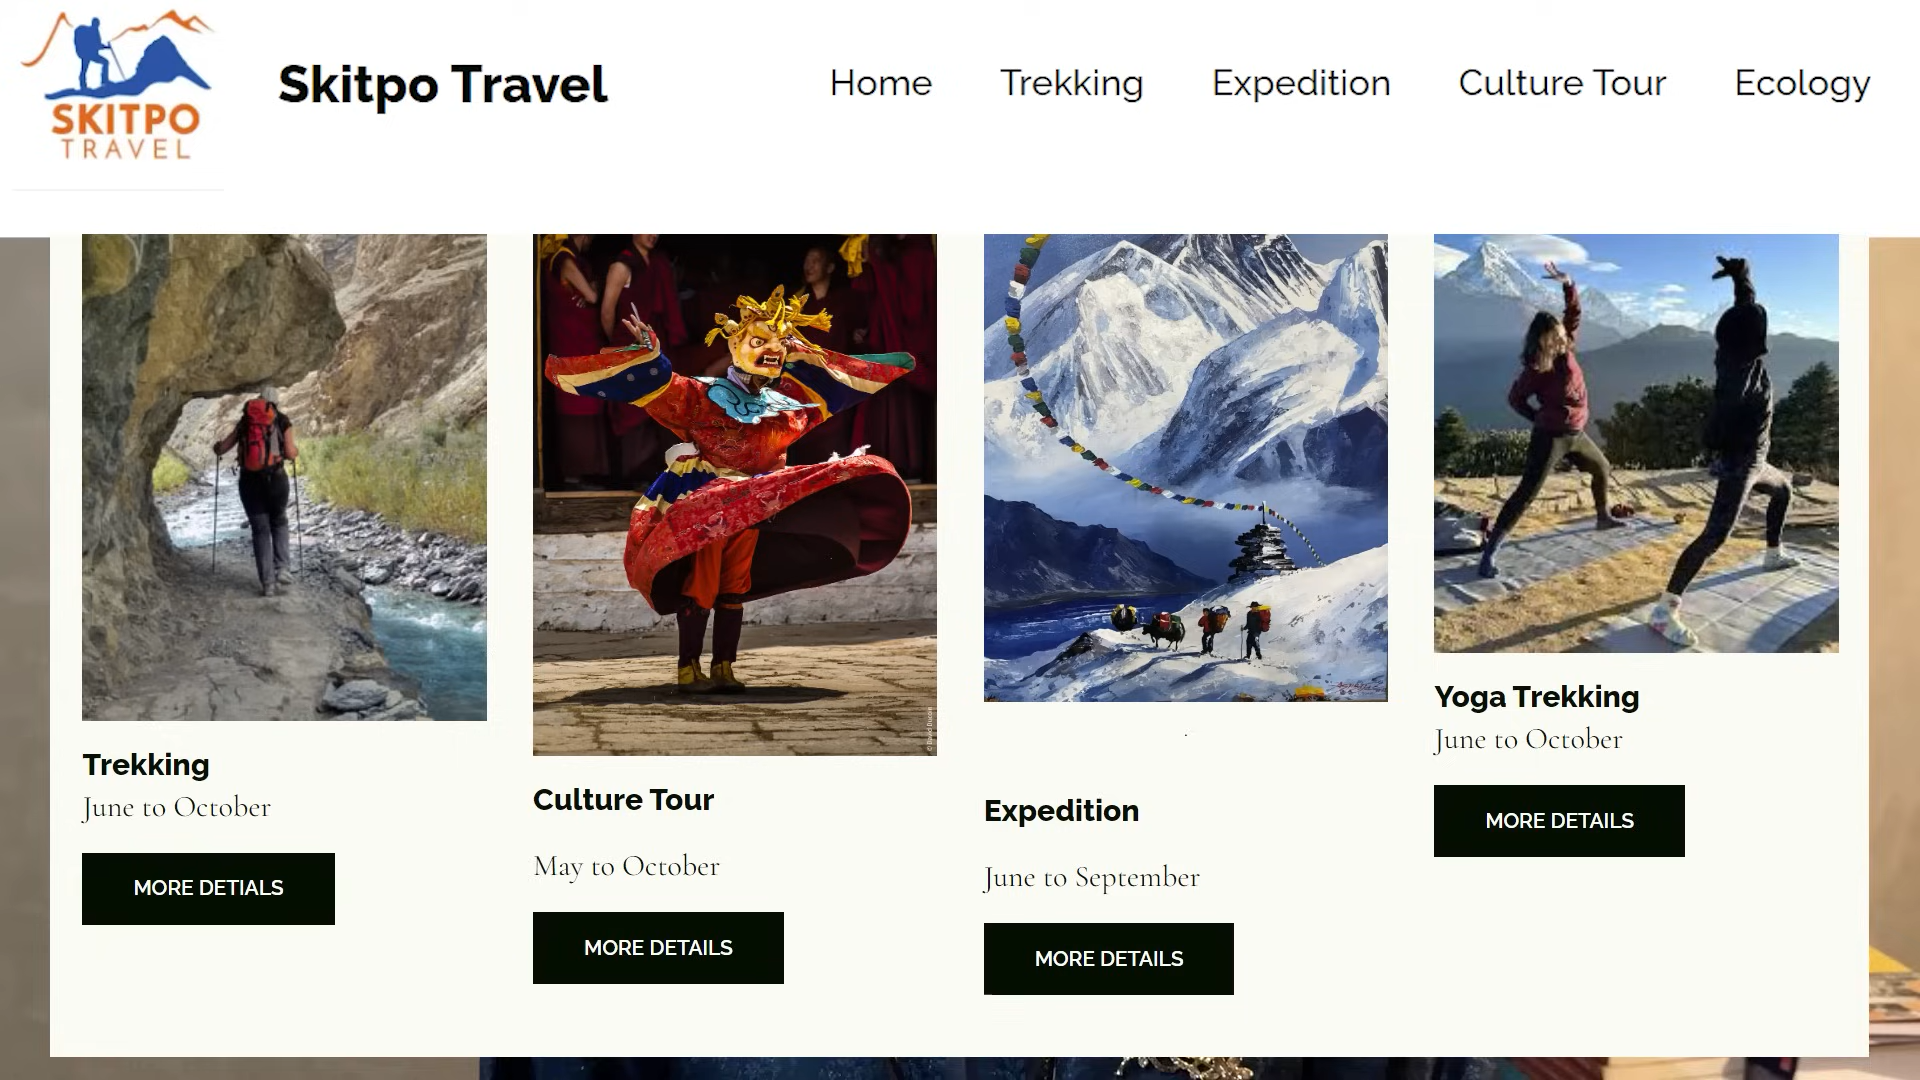 SKITPO
TRAVEL
Skitpo Travel
Home
Trekking
Expedition
Culture Tour
Ecology
Trekking
June to October
MORE DETIALS
Culture Tour
May to October
MORE DETAILS
.
Expedition
June to September
MORE DETAILS
Yoga Trekking
June to October
MORE DETAILS